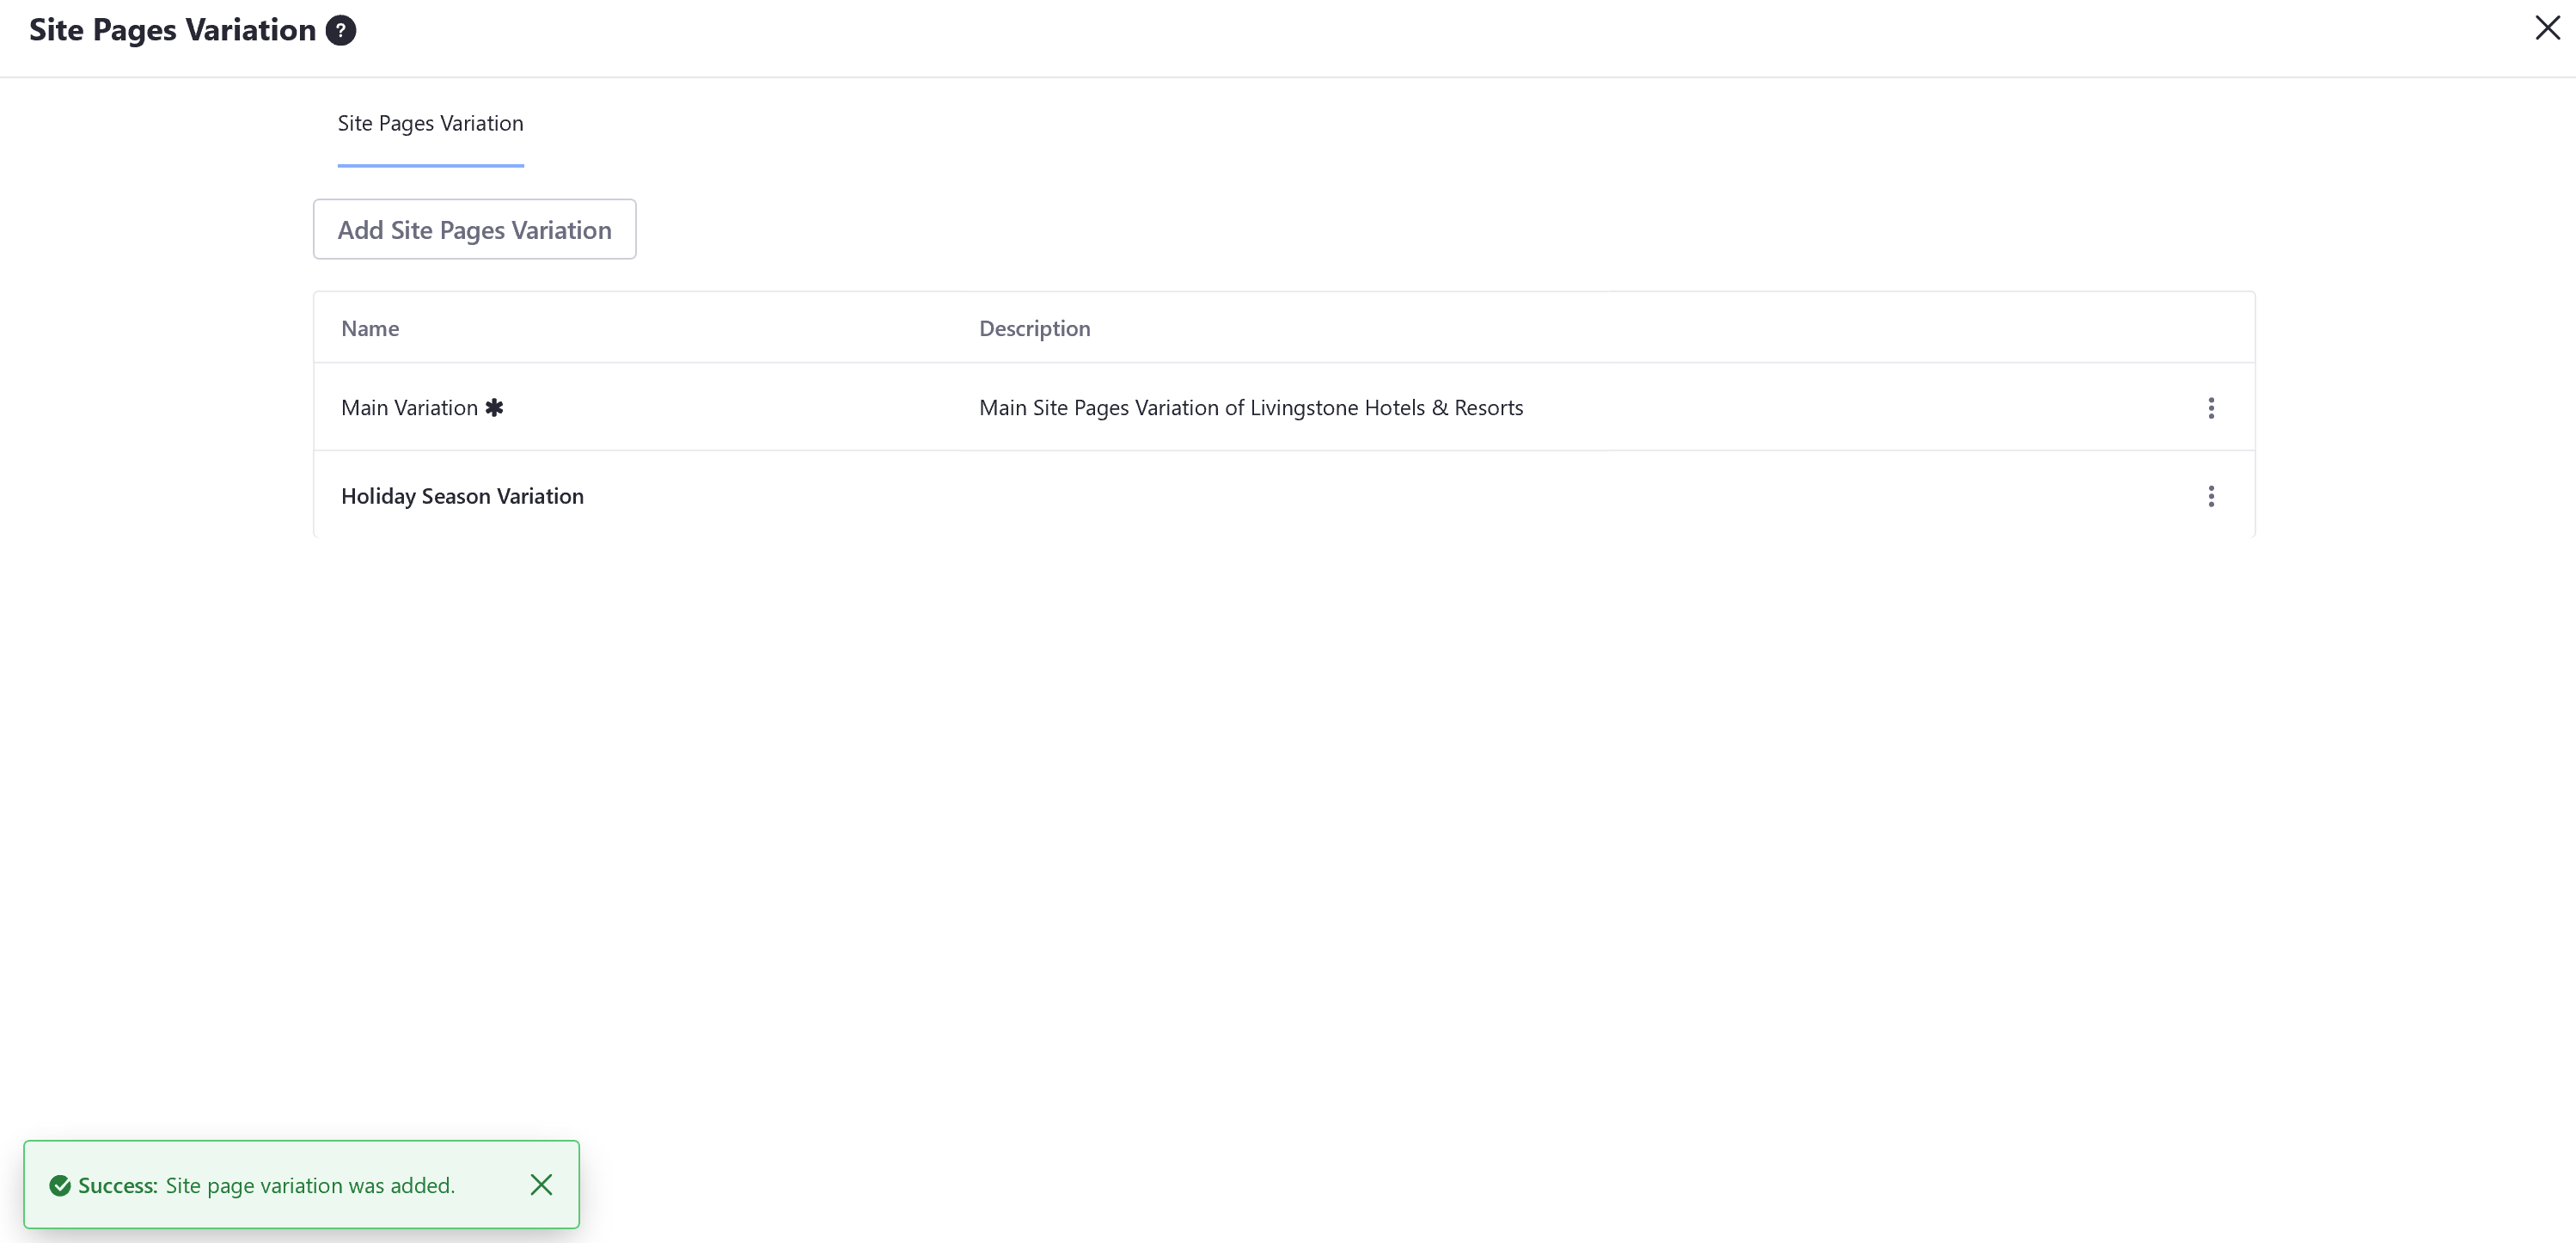 Site Pages Variation ?
Site Pages Variation
Add Site Pages Variation
Name Description
Main Variation ✱ Main Site Pages Variation of Livingstone Hotels & Resorts
Holiday Season Variation
Success: Site page variation was added.